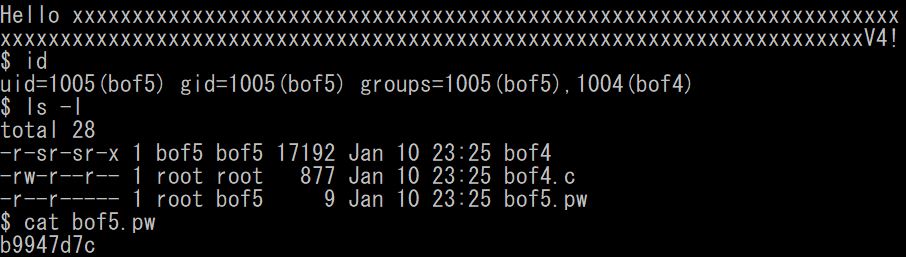 Hello xxxxxxxxxxxxxxxxxxxxxxxxxxxxxxxxxxxxxxxxxxxxxxxxxxxxxxxxxxxxxxxxxxxxx
xxxxxxxxxxxxxxxxxxxxxxxxxxxxxxxxxxxxxxxxxxxxxxxxxxxxxxxxxxxxxxxxxxxxxxxxV4!
$ id
uid=1005(bof5) gid=1005(bof5) groups=1005(bof5),1004(bof4)
$ ls -l
total 28
-r-sr-sr-x 1 bof5 bof5 17192 Jan 10 23:25 bof4
-rw-r--r-- 1 root root   877 Jan 10 23:25 bof4.c
-r--r----- 1 root bof5     9 Jan 10 23:25 bof5.pw
$ cat bof5.pw
b9947d7c